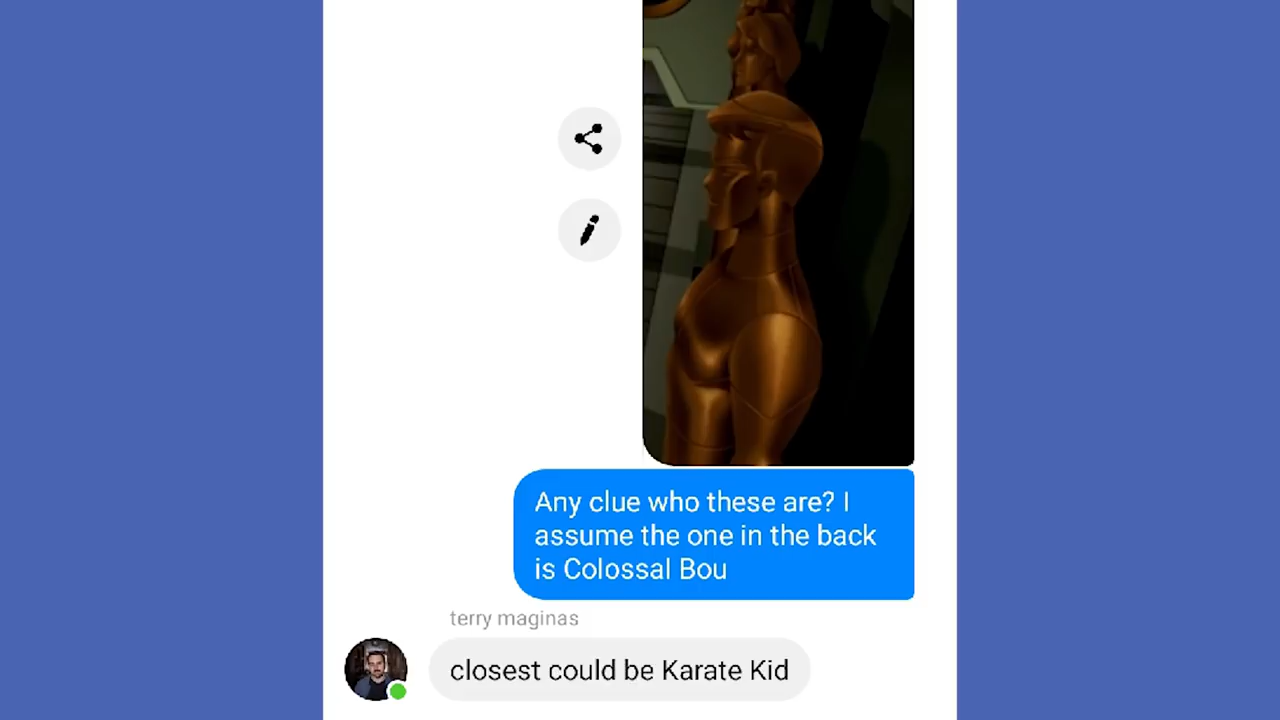 Any clue who these are? I
assume the one in the back
is Colossal Bou
terry maginas
closest could be Karate Kid